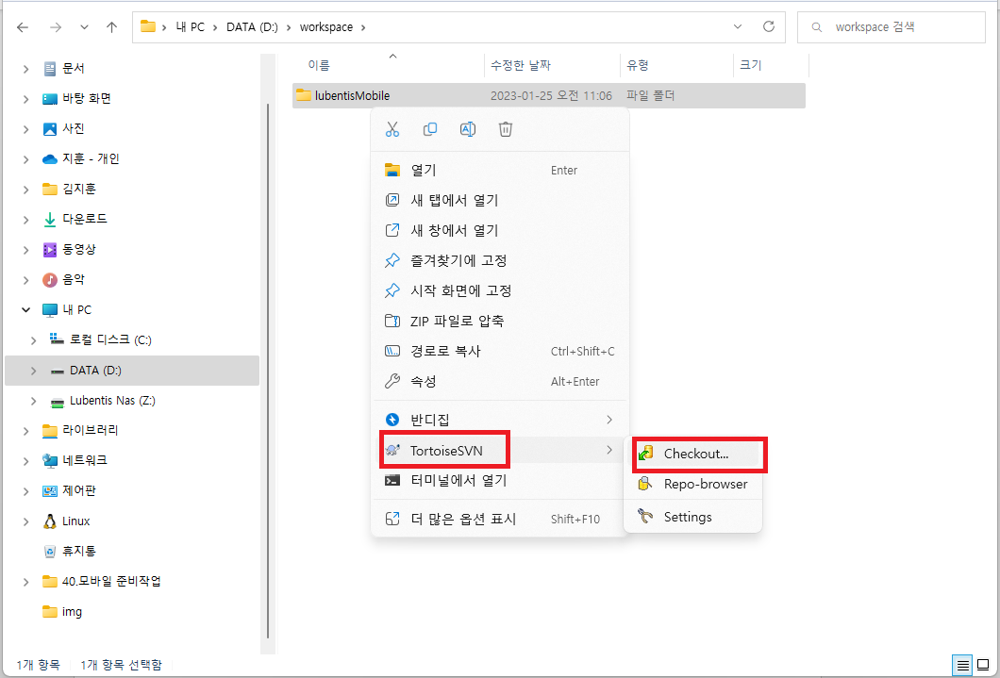 내 PC > DATA (D:) > workspace >
workspace 검색
이름 수정한 날짜 유형 크기
lubentisMobile 2023-01-25 오전 11:06 파일 폴더
문서
바탕 화면
사진
지훈 - 개인
김지훈
다운로드
동영상
음악
내 PC
로컬 디스크 (C:)
DATA (D:)
Lubentis Nas (Z:)
라이브러리
네트워크
제어판
Linux
휴지통
40.모바일 준비작업
img
열기 Enter
새 탭에서 열기
새 창에서 열기
즐겨찾기에 고정
시작 화면에 고정
ZIP 파일로 압축
경로로 복사 Ctrl+Shift+C
속성 Alt+Enter
반디집
TortoiseSVN
터미널에서 열기
더 많은 옵션 표시 Shift+F10
Checkout...
Repo-browser
Settings
1개 항목 1개 항목 선택함